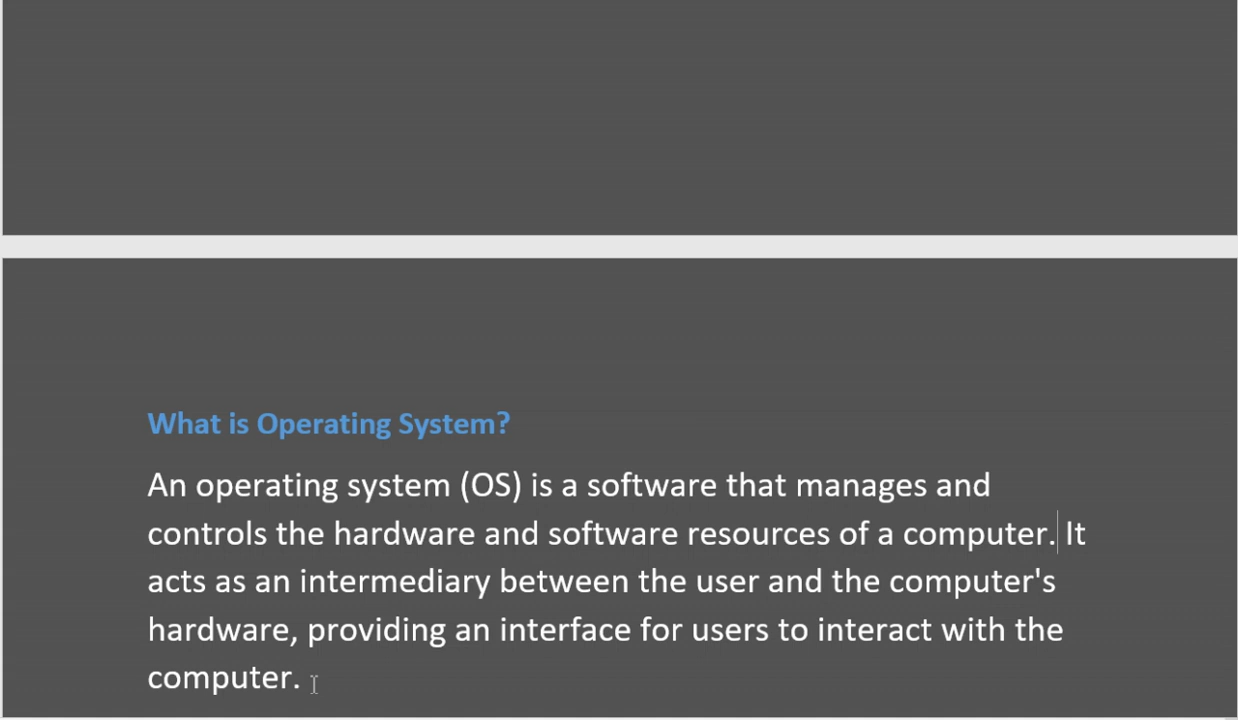 What is Operating System?
An operating system (OS) is a software that manages and
controls the hardware and software resources of a computer. It
acts as an intermediary between the user and the computer's
hardware, providing an interface for users to interact with the
computer.